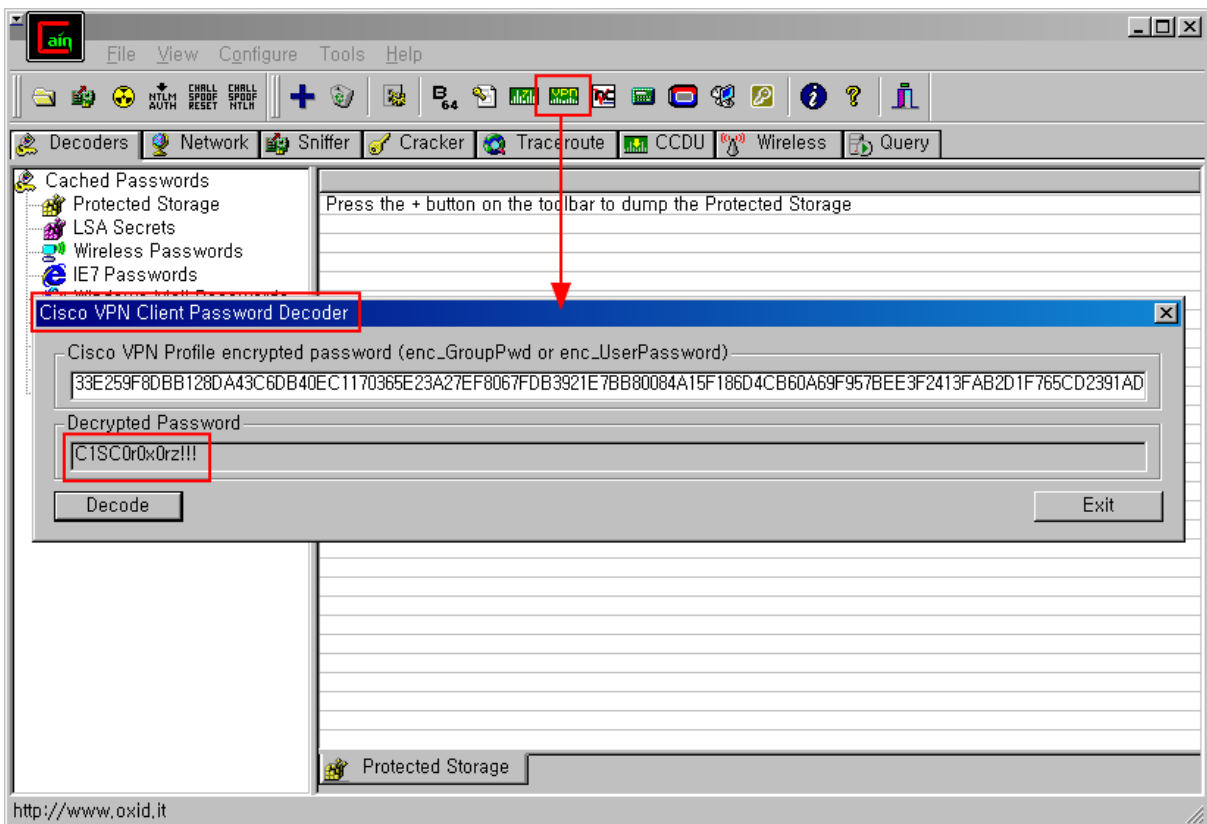 Cain
File View Configure Tools Help
NTLM AUTH CHALL SPOOF RESET CHALL SPOOF NTLM B 64 VPN
Decoders Network Sniffer Cracker Traceroute CCDU Wireless Query
Cached Passwords
Protected Storage
LSA Secrets
Wireless Passwords
IE7 Passwords
Press the + button on the toolbar to dump the Protected Storage
Cisco VPN Client Password Decoder
Cisco VPN Profile encrypted password (enc_GroupPwd or enc_UserPassword)
33E259F8DBB128DA43C6DB40EC1170365E23A27EF8067FDB3921E7BB80084A15F186D4CB60A69F957BEE3F2413FAB2D1F765CD2391AD
Decrypted Password
C1SC0r0x0rz!!!
Decode Exit
Protected Storage
http://www.oxid.it